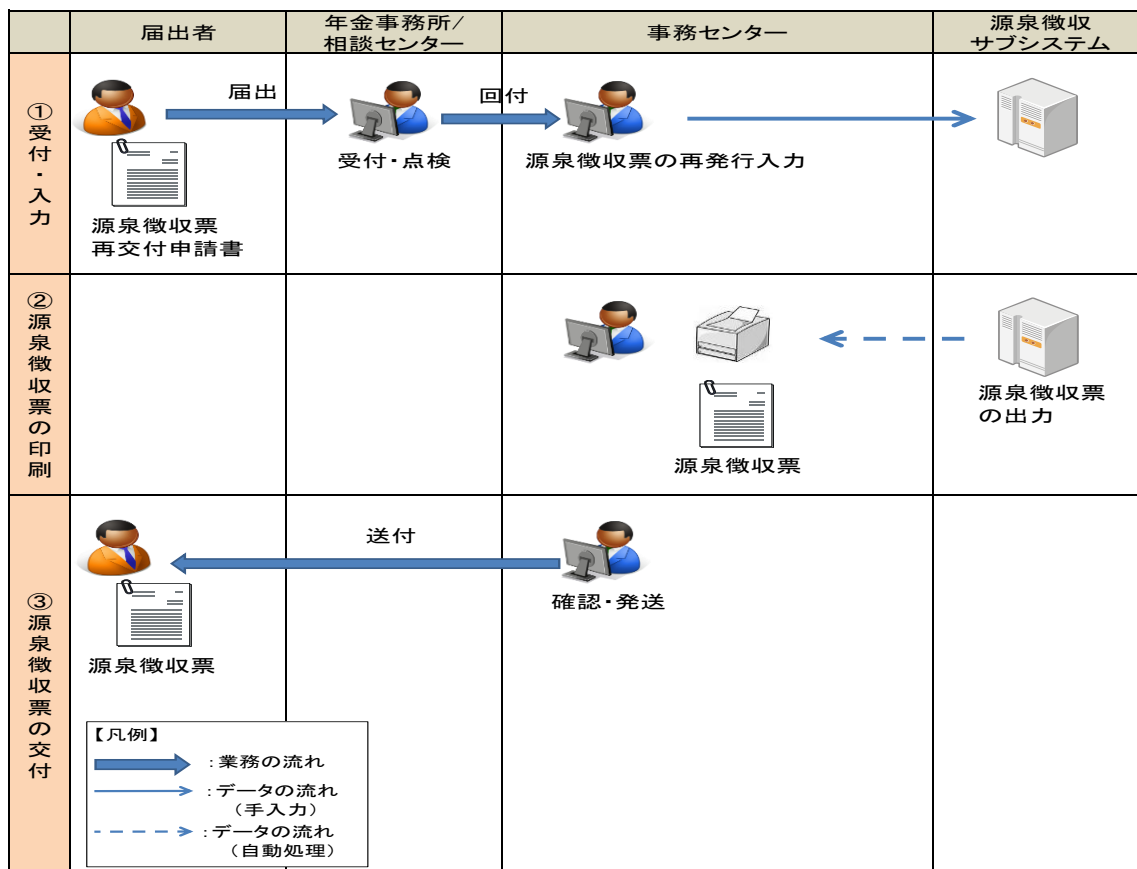 届出者
年金事務所/
相談センター
事務センター
源泉徴収
サブシステム
①受付・入力
届出
回付
受付・点検
源泉徴収票の再発行入力
源泉徴収票
再交付申請書
②源泉徴収票の印刷
源泉徴収票
の出力
源泉徴収票
③源泉徴収票の交付
送付
確認・発送
源泉徴収票
【凡例】
：業務の流れ
：データの流れ
（手入力）
：データの流れ
（自動処理）